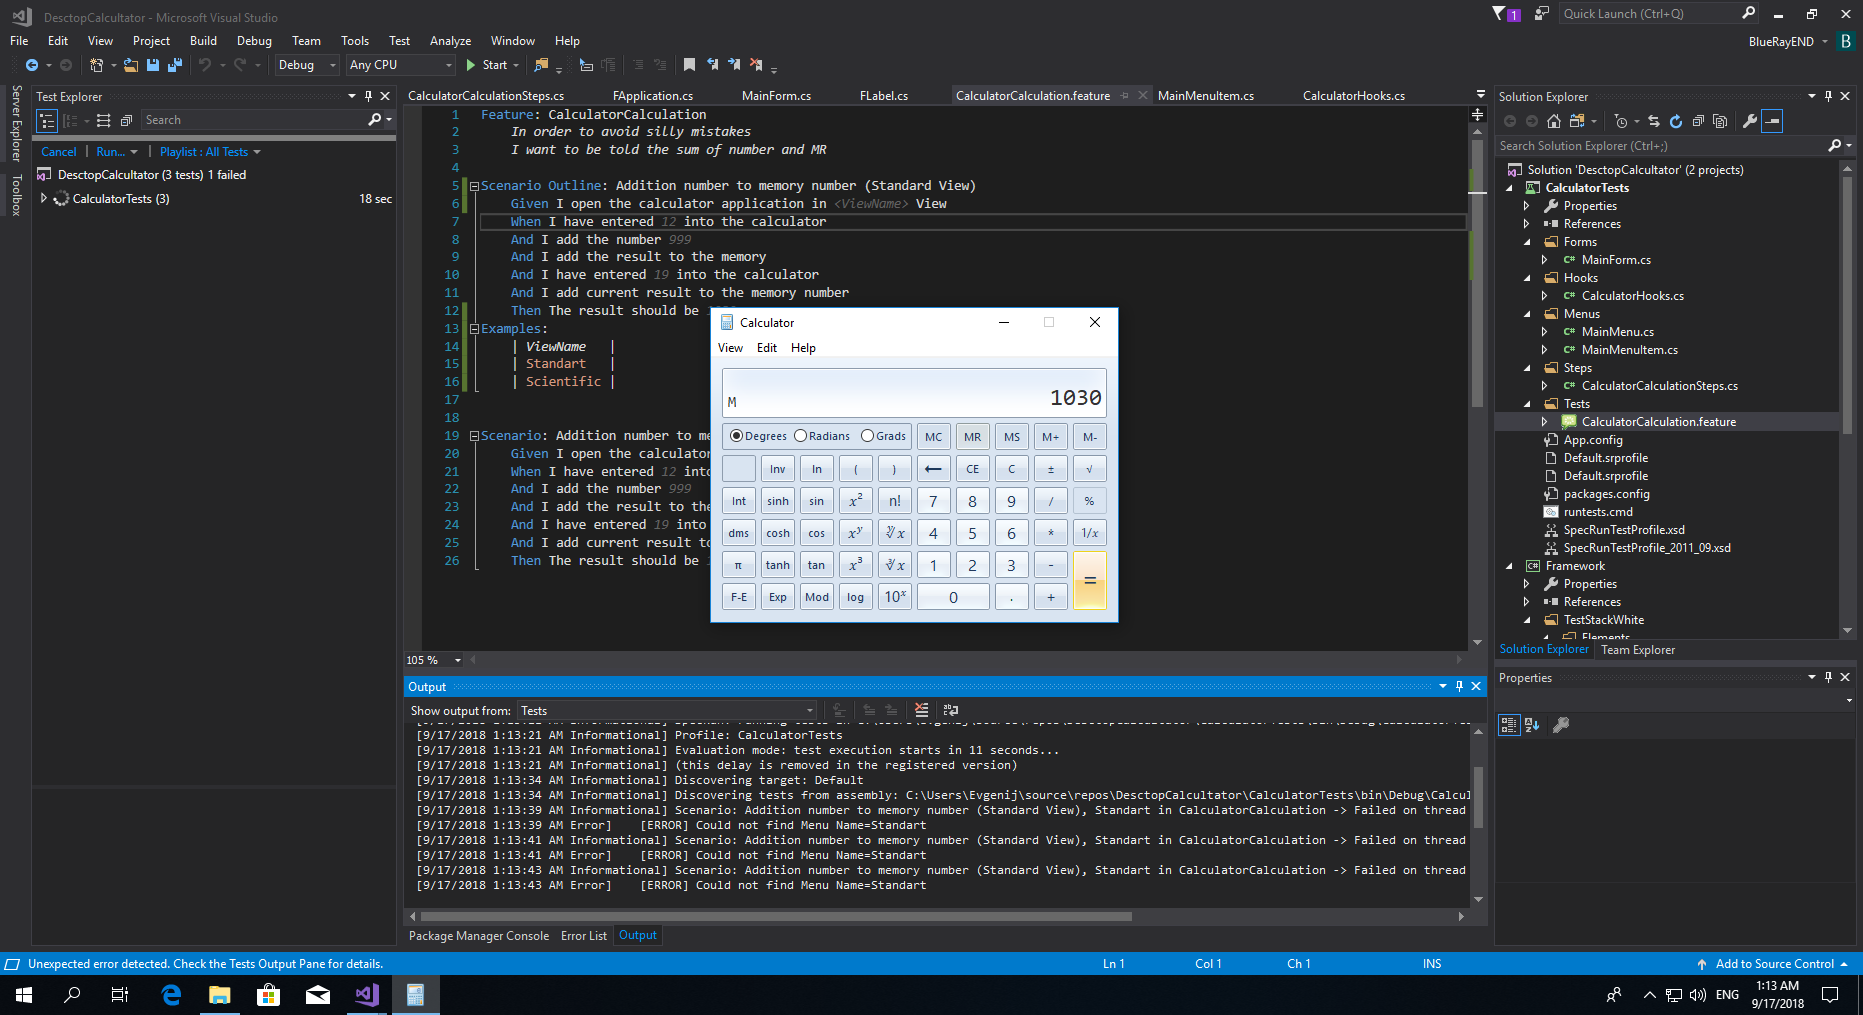 DesctopCalcultator - Microsoft Visual Studio
1
Quick Launch (Ctrl+Q)
File Edit View Project Build Debug Team Tools Test Analyze Window Help
BlueRayEND B
Debug Any CPU Start
Server Explorer
Toolbox
Test Explorer
Search
Cancel | Run... | Playlist : All Tests
DesctopCalcultator (3 tests) 1 failed
CalculatorTests (3) 18 sec
CalculatorCalculationSteps.cs FApplication.cs MainForm.cs FLabel.cs CalculatorCalculation.feature MainMenuItem.cs CalculatorHooks.cs
1 Feature: CalculatorCalculation
2 In order to avoid silly mistakes
3 I want to be told the sum of number and MR
4
5 Scenario Outline: Addition number to memory number (Standard View)
6 Given I open the calculator application in <ViewName> View
7 When I have entered 12 into the calculator
8 And I add the number 999
9 And I add the result to the memory
10 And I have entered 19 into the calculator
11 And I add current result to the memory number
12 Then The result should be
13 Examples:
14 | ViewName |
15 | Standart |
16 | Scientific |
17
18
19 Scenario: Addition number to me
20 Given I open the calculator
21 When I have entered 12 into
22 And I add the number 999
23 And I add the result to the
24 And I have entered 19 into
25 And I add current result to
26 Then The result should be
Calculator
View Edit Help
M 1030
Degrees Radians Grads MC MR MS M+ M-
Inv ln ( ) ← CE C ± √
Int sinh sin x² n! 7 8 9 / %
dms cosh cos xʸ ʸ√x 4 5 6 * 1/x
π tanh tan x³ ³√x 1 2 3 - =
F-E Exp Mod log 10ˣ 0 . +
105 %
Output
Show output from: Tests
[9/17/2018 1:13:21 AM Informational] Profile: CalculatorTests
[9/17/2018 1:13:21 AM Informational] Evaluation mode: test execution starts in 11 seconds...
[9/17/2018 1:13:21 AM Informational] (this delay is removed in the registered version)
[9/17/2018 1:13:34 AM Informational] Discovering target: Default
[9/17/2018 1:13:34 AM Informational] Discovering tests from assembly: C:\Users\Evgenij\source\repos\DesctopCalcultator\CalculatorTests\bin\Debug\Calcul
[9/17/2018 1:13:39 AM Informational] Scenario: Addition number to memory number (Standard View), Standart in CalculatorCalculation -> Failed on thread
[9/17/2018 1:13:39 AM Error] [ERROR] Could not find Menu Name=Standart
[9/17/2018 1:13:41 AM Informational] Scenario: Addition number to memory number (Standard View), Standart in CalculatorCalculation -> Failed on thread
[9/17/2018 1:13:41 AM Error] [ERROR] Could not find Menu Name=Standart
[9/17/2018 1:13:43 AM Informational] Scenario: Addition number to memory number (Standard View), Standart in CalculatorCalculation -> Failed on thread
[9/17/2018 1:13:43 AM Error] [ERROR] Could not find Menu Name=Standart
Package Manager Console Error List Output
Solution Explorer
Search Solution Explorer (Ctrl+;)
Solution 'DesctopCalcultator' (2 projects)
CalculatorTests
Properties
References
Forms
C# MainForm.cs
Hooks
C# CalculatorHooks.cs
Menus
C# MainMenu.cs
C# MainMenuItem.cs
Steps
C# CalculatorCalculationSteps.cs
Tests
CalculatorCalculation.feature
App.config
Default.srprofile
Default.srprofile
packages.config
runtests.cmd
SpecRunTestProfile.xsd
SpecRunTestProfile_2011_09.xsd
C# Framework
Properties
References
TestStackWhite
Elements
Solution Explorer Team Explorer
Properties
Unexpected error detected. Check the Tests Output Pane for details. Ln 1 Col 1 Ch 1 INS Add to Source Control
ENG 1:13 AM
9/17/2018